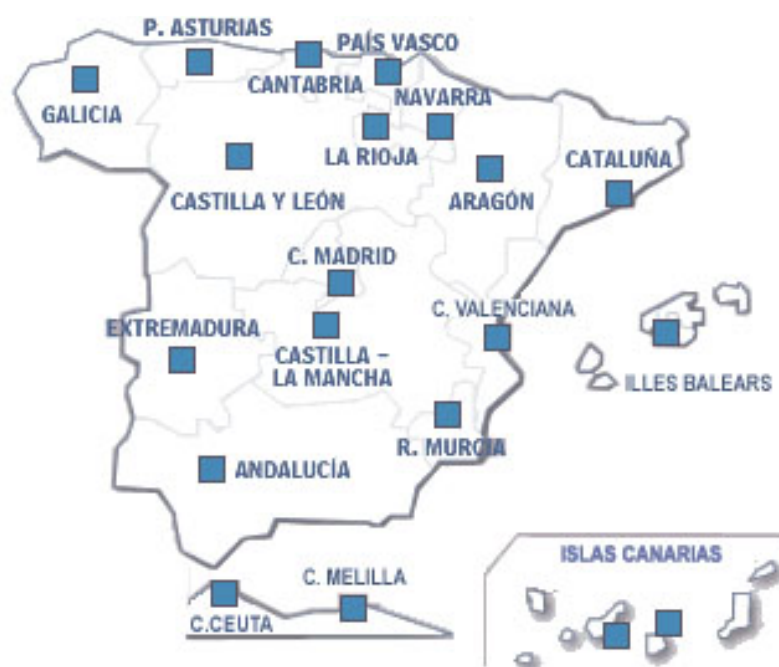 P. ASTURIAS
PAÍS VASCO
CANTABRIA
NAVARRA
GALICIA
LA RIOJA
CATALUÑA
CASTILLA Y LEÓN
ARAGÓN
C. MADRID
C. VALENCIANA
EXTREMADURA
CASTILLA –
LA MANCHA
ILLES BALEARS
R. MURCIA
ANDALUCÍA
ISLAS CANARIAS
C. MELILLA
C.CEUTA